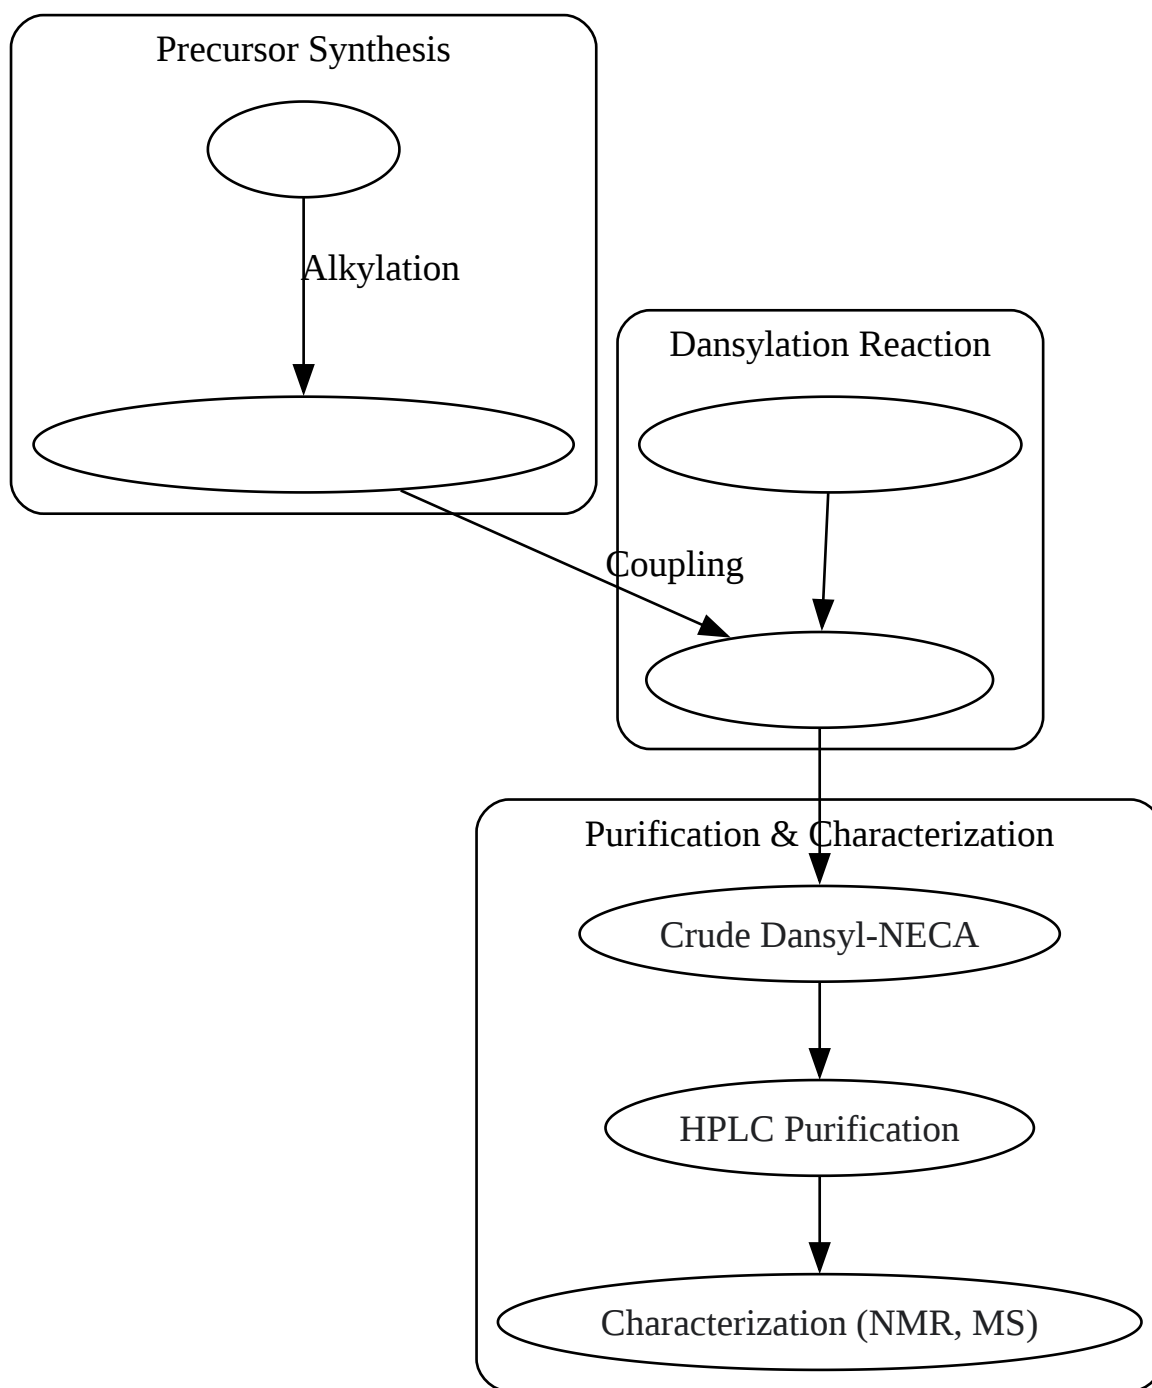 Precursor Synthesis
Alkylation
Dansylation Reaction
Coupling
Purification & Characterization
Crude Dansyl-NECA
HPLC Purification
Characterization (NMR, MS)